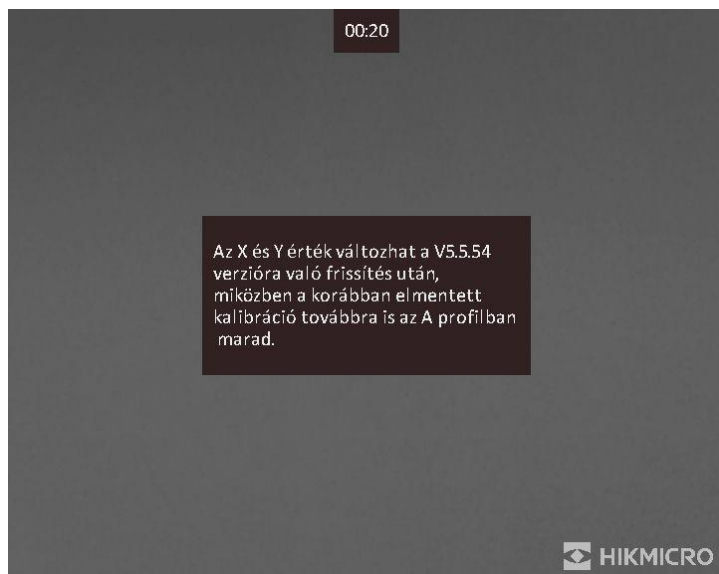 00:20
Az X és Y érték változhat a V5.5.54
verzióra való frissítés után,
miközben a korábban elmentett
kalibráció továbbra is az A profilban
marad.
HIKMICRO